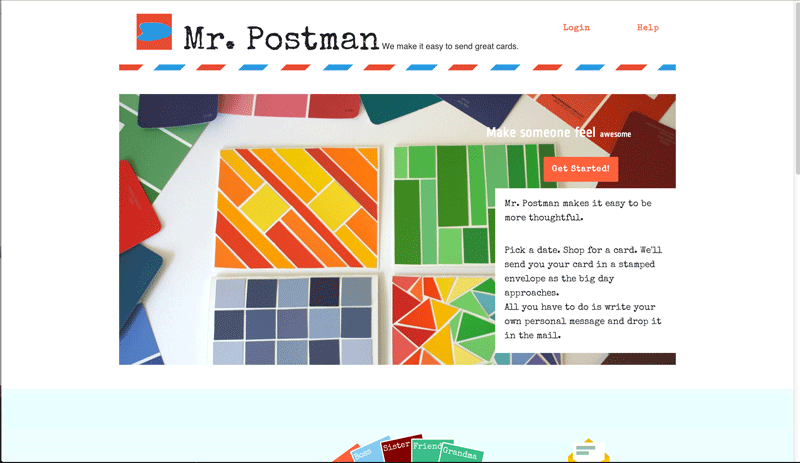 Mr. Postman We make it easy to send great cards.
Login Help
Make someone feel awesome
Get Started!
Mr. Postman makes it easy to be
more thoughtful.
Pick a date. Shop for a card. We'll
send you your card in a stamped
envelope as the big day
approaches.
All you have to do is write your
own personal message and drop it
in the mail.
Boss
Sister
Friend
Grandma